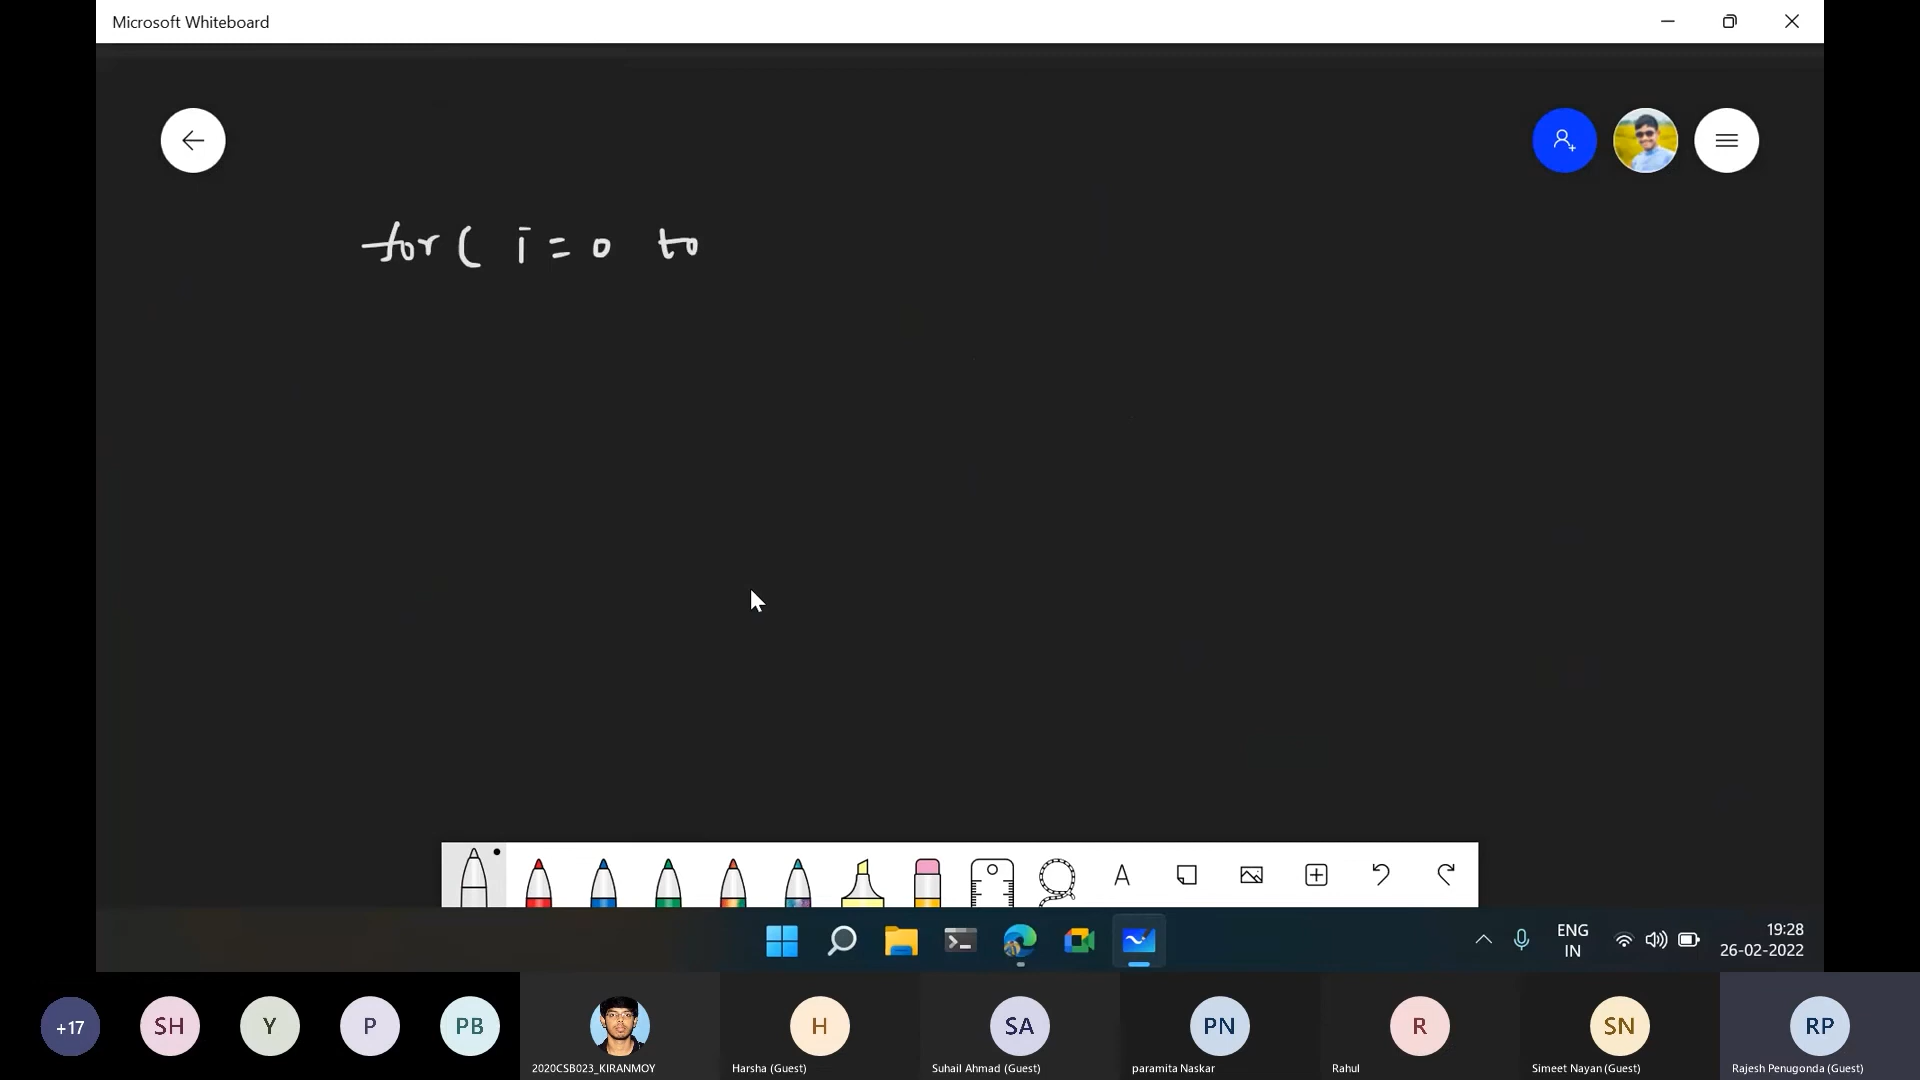 Microsoft Whiteboard
for( i = 0 to
A
ENG
IN
19:28
26-02-2022
+17
SH
Y
P
PB
H
SA
PN
R
SN
RP
2020CSB023_KIRANMOY
Harsha (Guest)
Suhail Ahmad (Guest)
paramita Naskar
Rahul
Simeet Nayan (Guest)
Rajesh Penugonda (Guest)